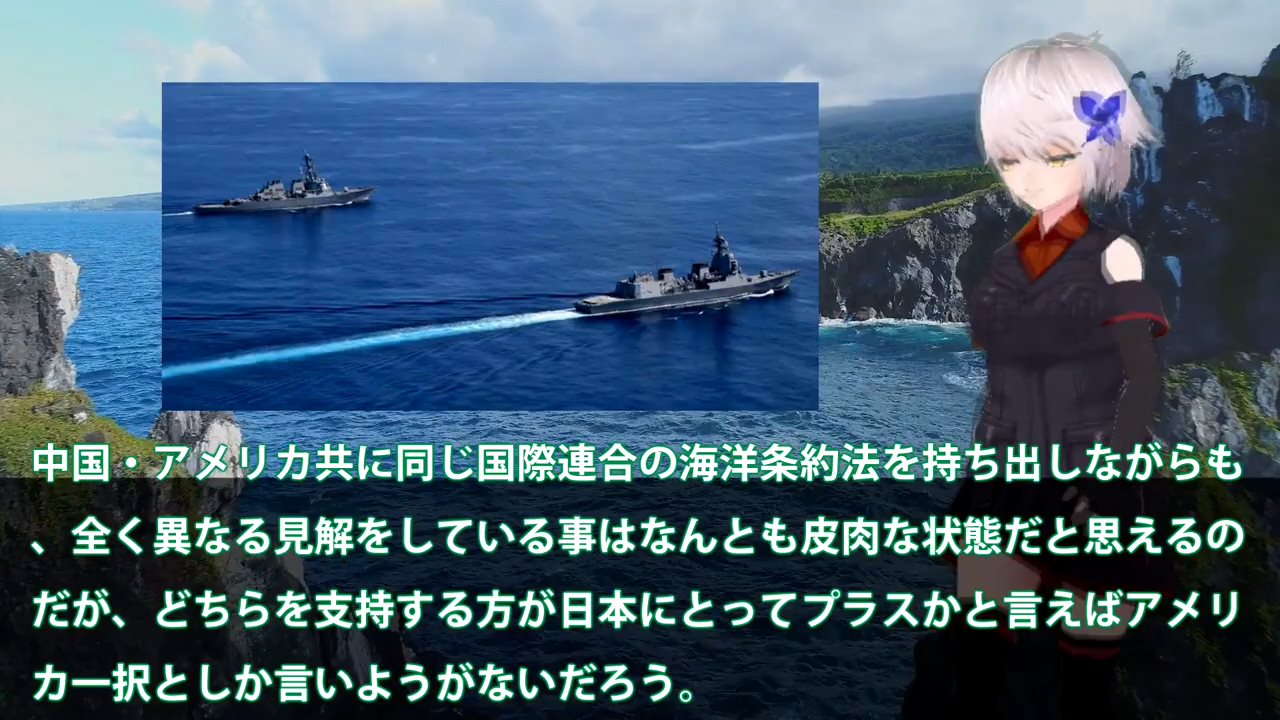 中国・アメリカ共に同じ国際連合の海洋条約法を持ち出しながらも
、全く異なる見解をしている事はなんとも皮肉な状態だと思えるの
だが、どちらを支持する方が日本にとってプラスかと言えばアメリ
カ一択としか言いようがないだろう。